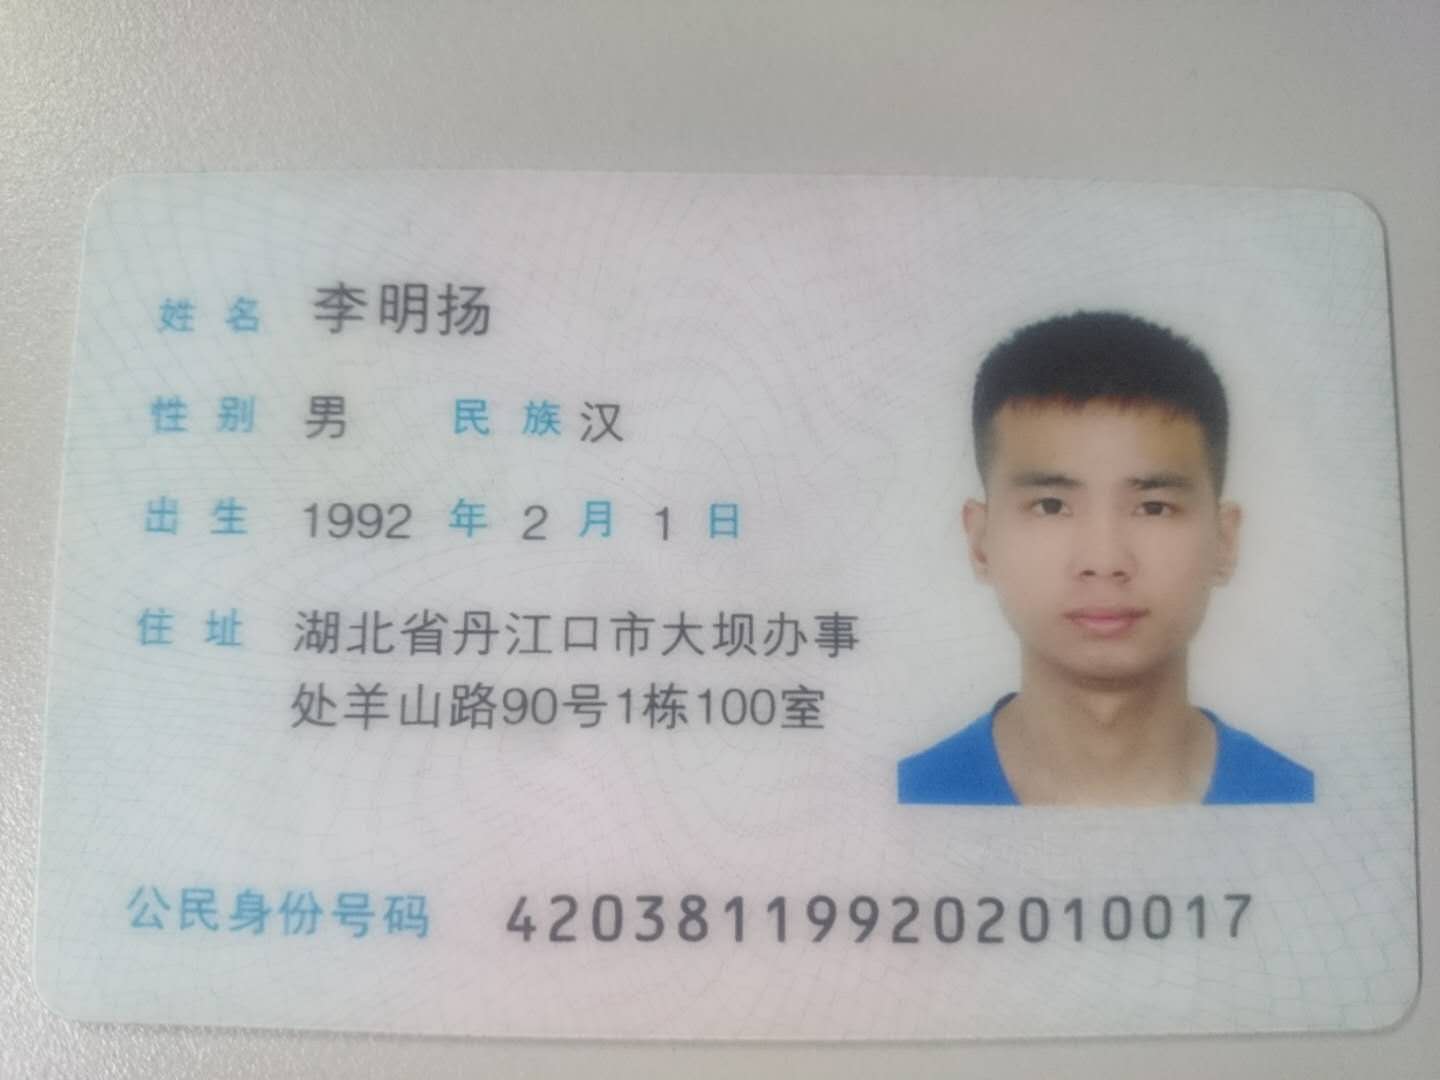 姓名 李明扬
性别 男 民族 汉
出生 1992 年 2 月 1 日
住址 湖北省丹江口市大坝办事
处羊山路90号1栋100室
公民身份号码 420381199202010017